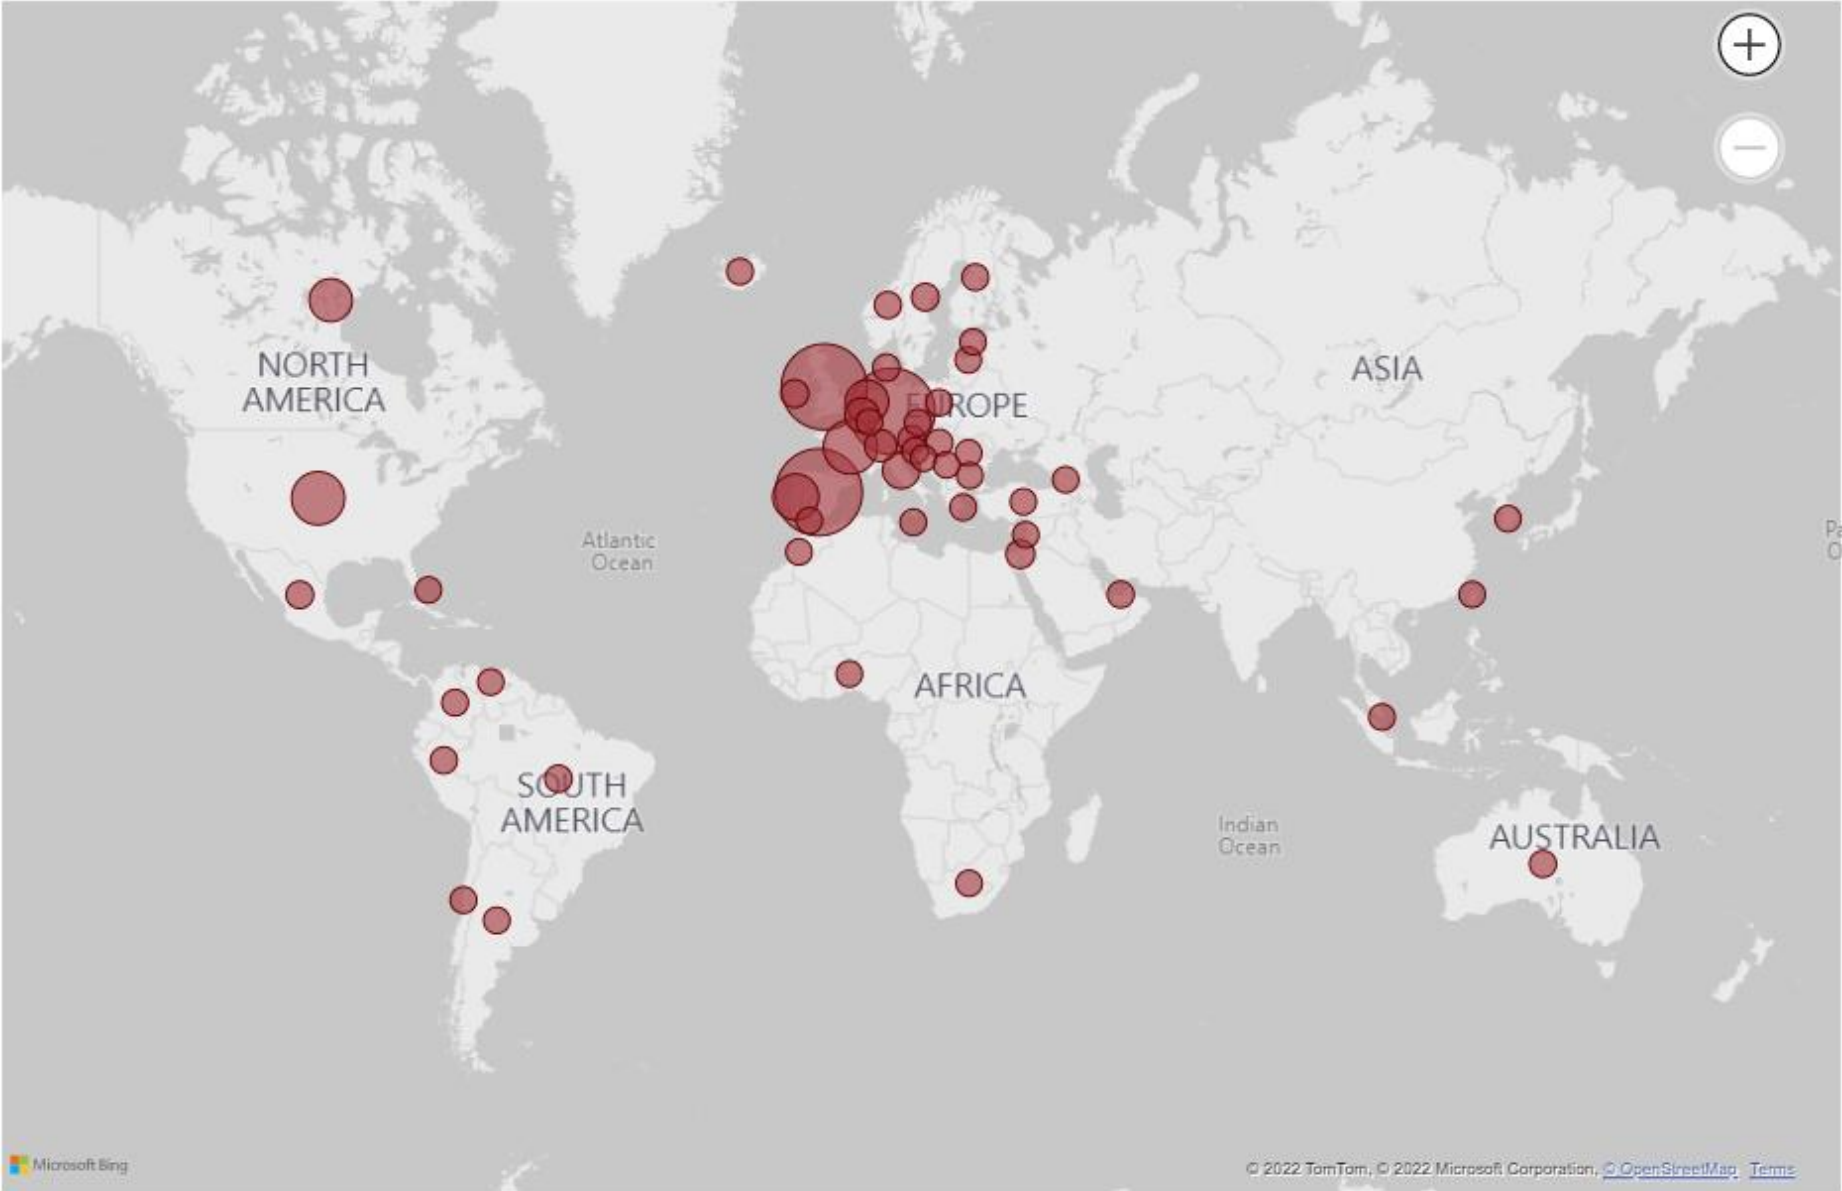 NORTH
AMERICA
EUROPE
ASIA
Atlantic
Ocean
AFRICA
SOUTH
AMERICA
Indian
Ocean
AUSTRALIA
Microsoft Bing
© 2022 TomTom, © 2022 Microsoft Corporation, © OpenStreetMap Terms